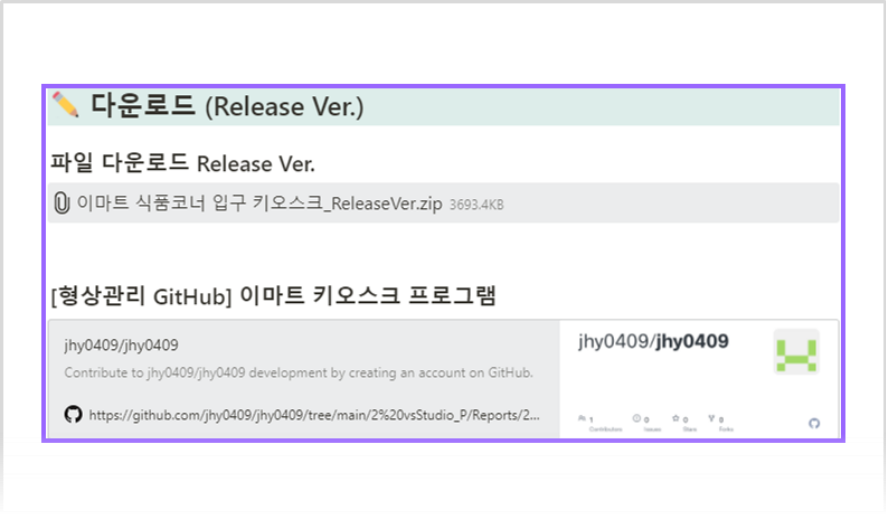 다운로드 (Release Ver.)
파일 다운로드 Release Ver.
이마트 식품코너 입구 키오스크_ReleaseVer.zip 3693.4KB
[형상관리 GitHub] 이마트 키오스크 프로그램
jhy0409/jhy0409
Contribute to jhy0409/jhy0409 development by creating an account on GitHub.
https://github.com/jhy0409/jhy0409/tree/main/2%20vsStudio_P/Reports/2...
jhy0409/jhy0409
1 0 0 0
Contributors Issues Stars Forks